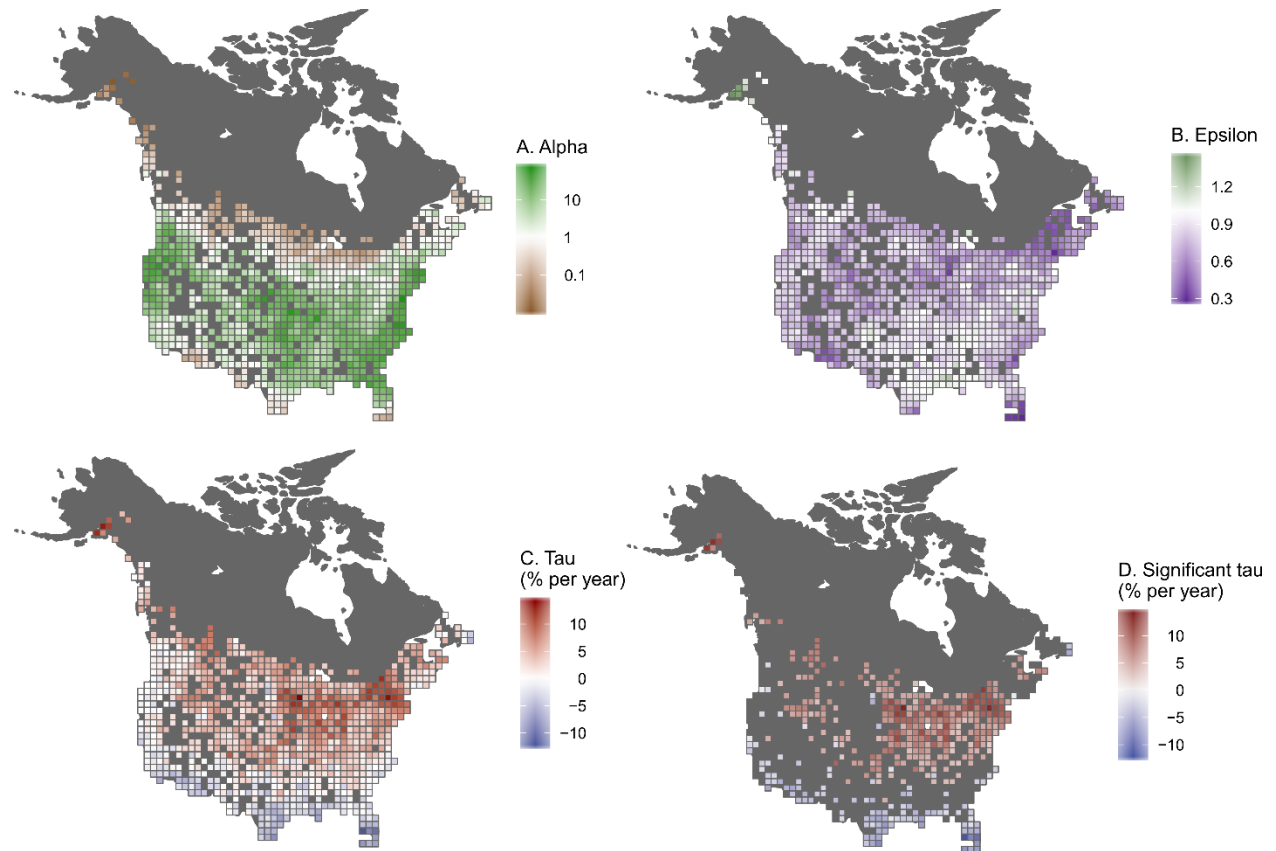 A. Alpha
10
1
0.1
B. Epsilon
1.2
0.9
0.6
0.3
C. Tau
(% per year)
10
5
0
−5
−10
D. Significant tau
(% per year)
10
5
0
−5
−10